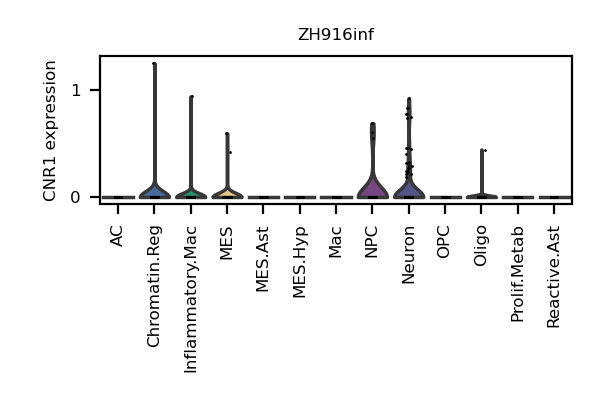 ZH916inf
CNR1 expression
1
0
AC
Chromatin.Reg
Inflammatory.Mac
MES
MES.Ast
MES.Hyp
Mac
NPC
Neuron
OPC
Oligo
Prolif.Metab
Reactive.Ast